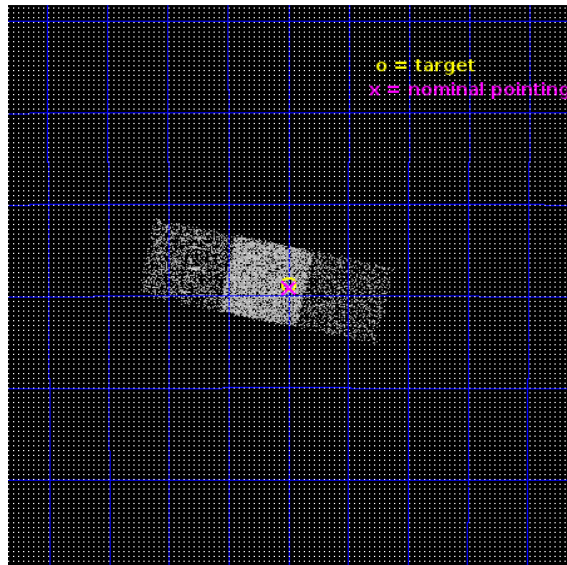 o = target
x = nominal pointing